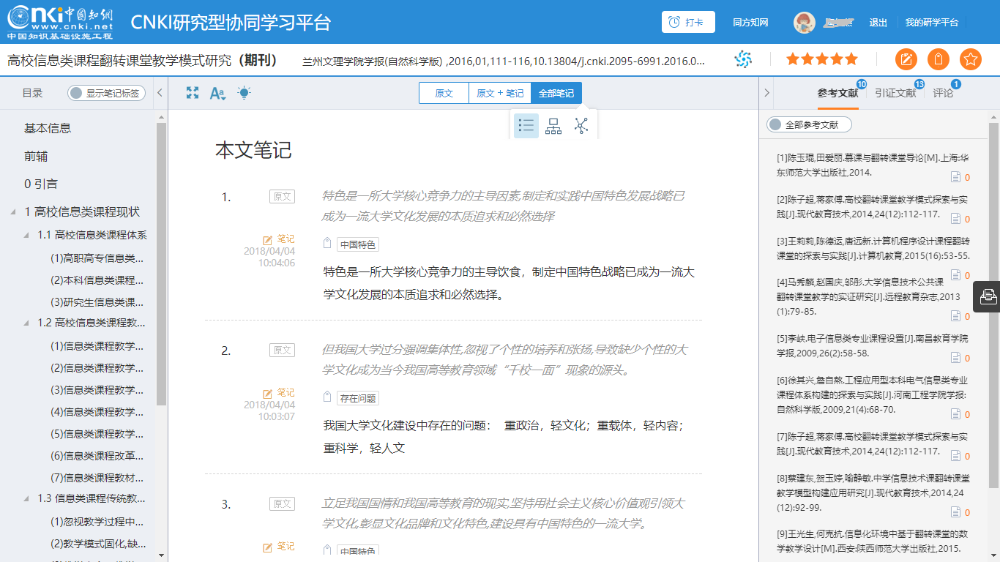 Cnki 中国知网
www.cnki.net
中国知识基础设施工程
CNKI研究型协同学习平台
打卡
同方知网
退出
我的研学平台
高校信息类课程翻转课堂教学模式研究（期刊）
兰州文理学院学报(自然科学版) ,2016,01,111-116,10.13804/j.cnki.2095-6991.2016.0...
目录
显示笔记标签
基本信息
前辅
0 引言
1 高校信息类课程现状
1.1 高校信息类课程体系
(1)高职高专信息类...
(2)本科信息类课程...
(3)研究生信息类课...
1.2 高校信息类课程教...
(1)信息类课程教学...
(2)信息类课程教学...
(3)信息类课程教学...
(4)信息类课程教学...
(5)信息类课程教学...
(6)信息类课程改革...
(7)信息类课程教材...
1.3 信息类课程传统教...
(1)忽视教学过程中...
(2)教学模式固化,缺...
Aa
原文
原文 + 笔记
全部笔记
本文笔记
1.
原文
特色是一所大学核心竞争力的主导因素,制定和实践中国特色发展战略已
成为一流大学文化发展的本质追求和必然选择
笔记
2018/04/04
10:04:06
中国特色
特色是一所大学核心竞争力的主导饮食，制定中国特色战略已成为一流大
学文化发展的本质追求和必然选择。
2.
原文
但我国大学过分强调集体性,忽视了个性的培养和张扬,导致缺少个性的大
学文化成为当今我国高等教育领域“千校一面”现象的源头。
笔记
2018/04/04
10:03:07
存在问题
我国大学文化建设中存在的问题： 重政治，轻文化；重载体，轻内容；
重科学，轻人文
3.
原文
立足我国国情和我国高等教育的现实,坚持用社会主义核心价值观引领大
学文化,彰显文化品牌和文化特色,建设具有中国特色的一流大学。
笔记
中国特色
参考文献
10
引证文献
13
评论
1
全部参考文献
[1]陈玉琨,田爱丽.慕课与翻转课堂导论[M].上海:华
东师范大学出版社,2014.
0
[2]陈子超,蒋家傅.高校翻转课堂教学模式探索与实
践[J].现代教育技术,2014,24(12):112-117.
0
[3]王莉莉,陈德运,唐远新.计算机程序设计课程翻转
课堂的探索与实践[J].计算机教育,2015(16):53-55.
0
[4]马秀麟,赵国庆,邬彤.大学信息技术公共课
翻转课堂教学的实证研究[J].远程教育杂志,2013
(1):79-85.
0
[5]李峡.电子信息类专业课程设置[J].南昌教育学院
学报,2009,26(2):58-58.
0
[6]徐其兴,詹自熬.工程应用型本科电气信息类专业
课程体系构建的探索与实践[J].河南工程学院学报:
自然科学版,2009,21(4):68-70.
0
[7]陈子超,蒋家傅.高校翻转课堂教学模式探索与实
践[J].现代教育技术,2014,24(12):112-117.
0
[8]蔡建东,贺玉婷,喻静敏.中学信息技术课翻转课堂
教学模型构建应用研究[J].现代教育技术,2014,24
(12):92-99.
0
[9]王光生,何克抗.信息化环境中基于翻转课堂的数
学教学设计[M].西安:陕西师范大学出版社,2015.